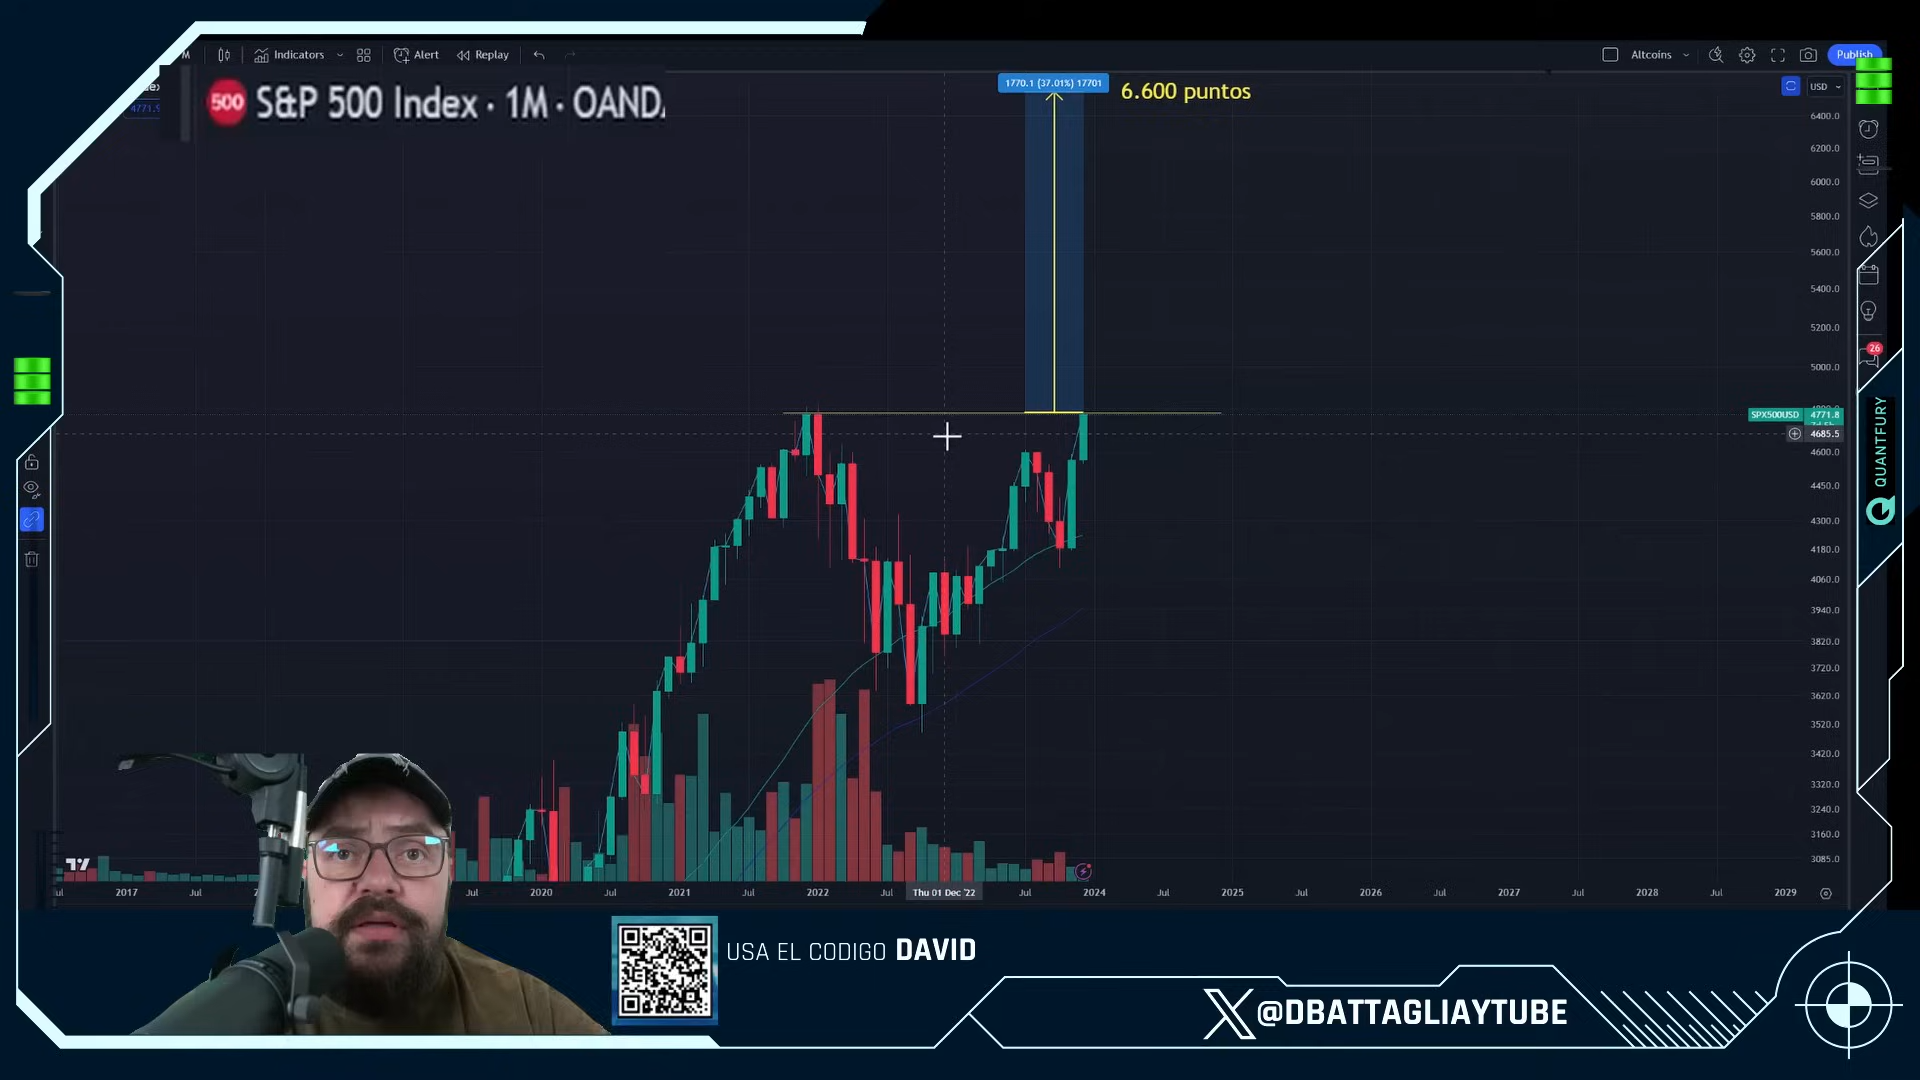 M Indicators Alert Replay Altcoins Publish
500 S&P 500 Index · 1M · OANDA
4771.9
1770.1 (37.01%) 17701
6.600 puntos
USD
6400.0
6200.0
6000.0
5800.0
5600.0
5400.0
5200.0
5000.0
SPX500USD 4771.8
4685.5
4600.0
4450.0
4300.0
4180.0
4060.0
3940.0
3820.0
3720.0
3620.0
3520.0
3420.0
3320.0
3240.0
3160.0
3085.0
26
QUANTFURY
2017 Jul Jul 2020 Jul 2021 Jul 2022 Jul Thu 01 Dec '22 Jul 2024 Jul 2025 Jul 2026 Jul 2027 Jul 2028 Jul 2029
USA EL CODIGO DAVID
X @DBATTAGLIAYTUBE